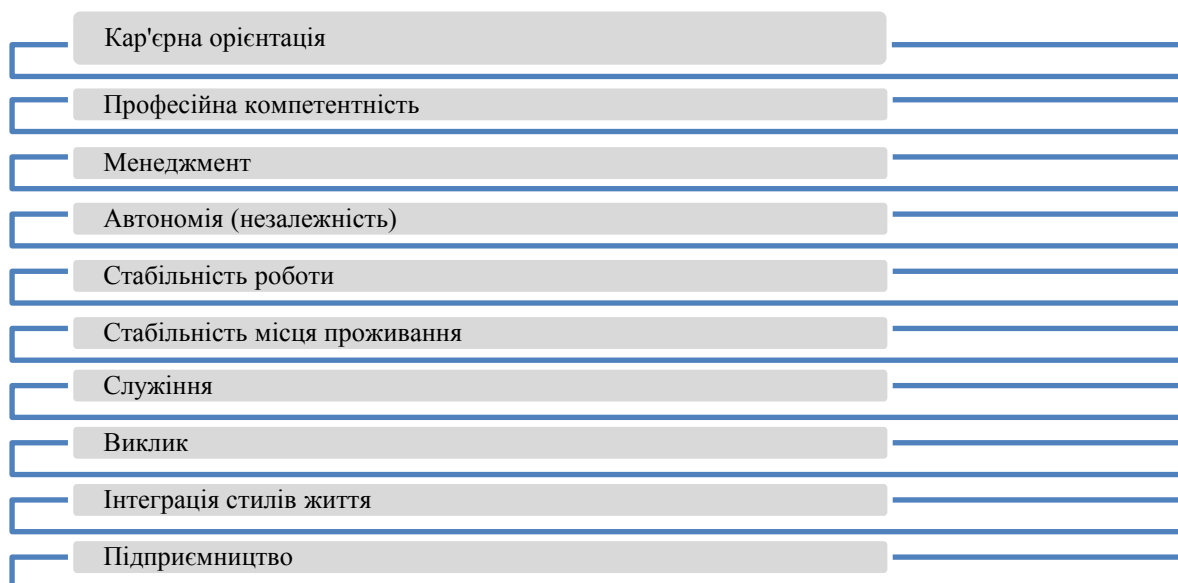 Кар'єрна орієнтація
Професійна компетентність
Менеджмент
Автономія (незалежність)
Стабільність роботи
Стабільність місця проживання
Служіння
Виклик
Інтеграція стилів життя
Підприємництво